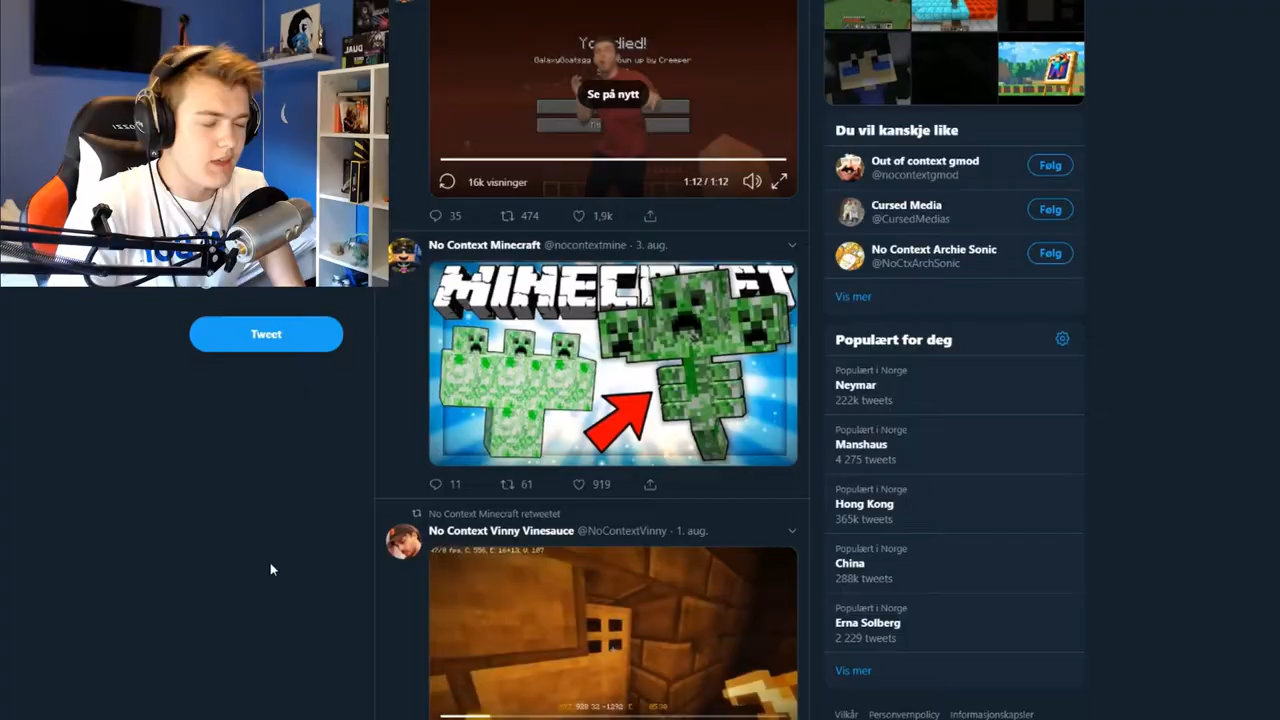 You died!
Se på nytt
16k visninger
1:12 / 1:12
35
474
1,9k
No Context Minecraft @nocontextmine · 3. aug.
MINECRAFT
11
61
919
No Context Minecraft retweetet
No Context Vinny Vinesauce @NoContextVinny · 1. aug.
Tweet
Du vil kanskje like
Out of context gmod
@nocontextgmod
Følg
Cursed Media
@CursedMedias
Følg
No Context Archie Sonic
@NoCtxArchSonic
Følg
Vis mer
Populært for deg
Populært i Norge
Neymar
222k tweets
Populært i Norge
Manshaus
4 275 tweets
Populært i Norge
Hong Kong
365k tweets
Populært i Norge
China
288k tweets
Populært i Norge
Erna Solberg
2 229 tweets
Vis mer
Vilkår Personvernpolicy Informasjonskapsler